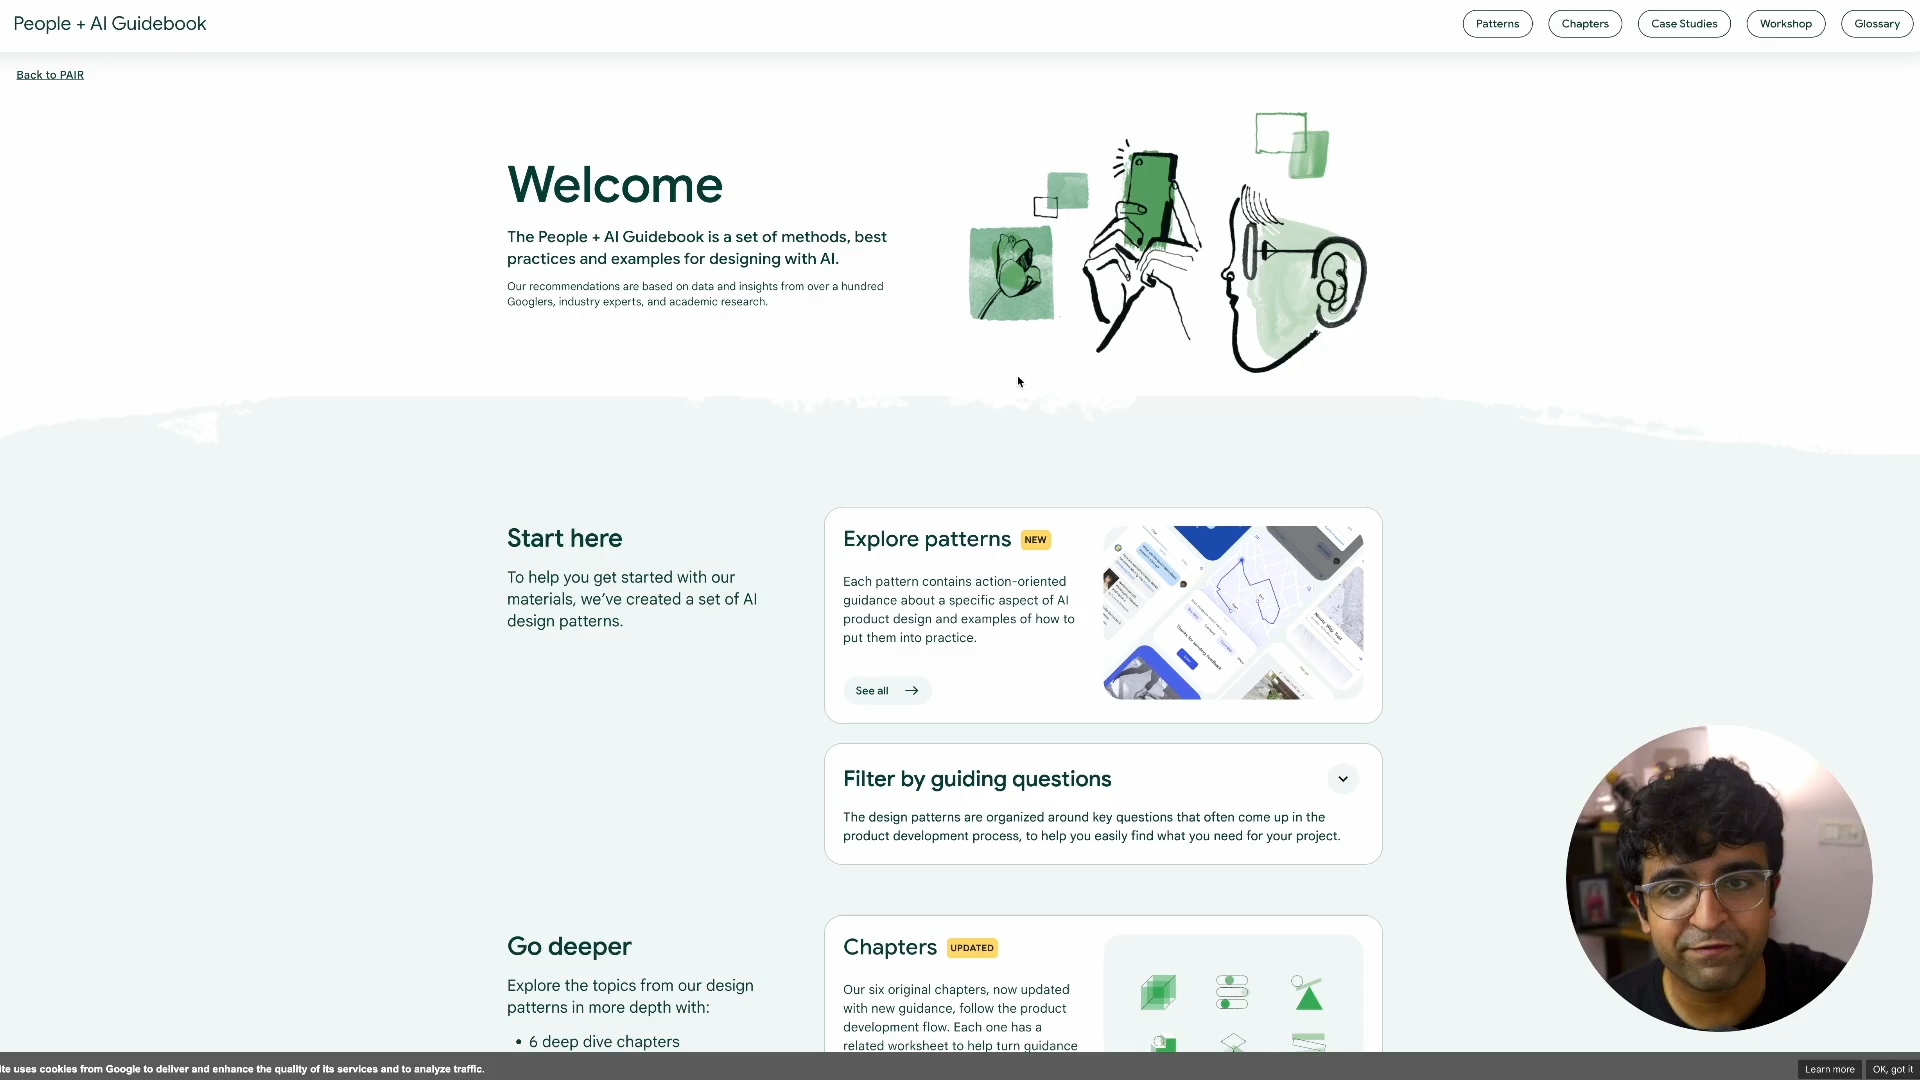 People + AI Guidebook
Patterns
Chapters
Case Studies
Workshop
Glossary
Back to PAIR
Welcome
The People + AI Guidebook is a set of methods, best
practices and examples for designing with AI.
Our recommendations are based on data and insights from over a hundred
Googlers, industry experts, and academic research.
Start here
To help you get started with our
materials, we’ve created a set of AI
design patterns.
Explore patterns NEW
Each pattern contains action-oriented
guidance about a specific aspect of AI
product design and examples of how to
put them into practice.
See all
Thanks for sending feedback
Filter by guiding questions
The design patterns are organized around key questions that often come up in the
product development process, to help you easily find what you need for your project.
Go deeper
Explore the topics from our design
patterns in more depth with:
• 6 deep dive chapters
Chapters UPDATED
Our six original chapters, now updated
with new guidance, follow the product
development flow. Each one has a
related worksheet to help turn guidance
uses cookies from Google to deliver and enhance the quality of its services and to analyze traffic.
Learn more
OK, got it